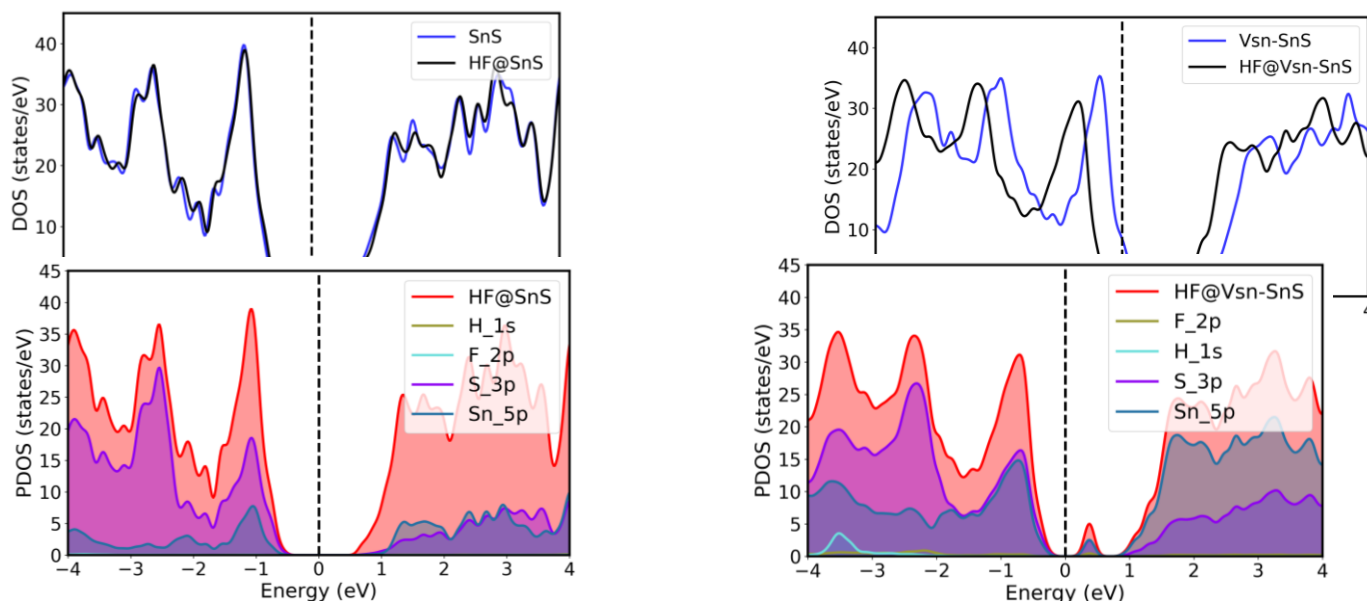 40
30
20
10
DOS (states/eV)
SnS
HF@SnS
40
30
20
10
DOS (states/eV)
Vsn-SnS
HF@Vsn-SnS
45
40
35
30
25
20
15
10
5
0
PDOS (states/eV)
HF@SnS
H_1s
F_2p
S_3p
Sn_5p
−4 −3 −2 −1 0 1 2 3 4
Energy (eV)
45
40
35
30
25
20
15
10
5
0
PDOS (states/eV)
HF@Vsn-SnS
F_2p
H_1s
S_3p
Sn_5p
−4 −3 −2 −1 0 1 2 3 4
Energy (eV)